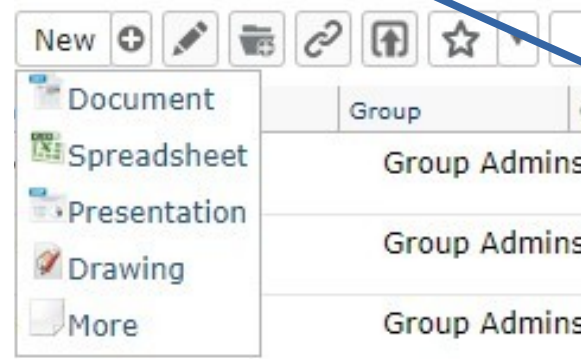 New
Document
Group
Spreadsheet
Group Admins
Presentation
Group Admins
Drawing
More
Group Admins